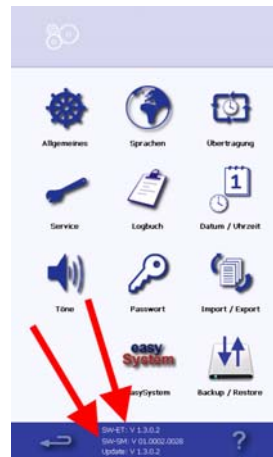 Allgemeines Sprachen Übertragung
Service Logbuch Datum / Uhrzeit
1
Töne Passwort Import / Export
easy
System
easySystem Backup / Restore
SW-ET: V 1.3.0.2
SW-SM: V 01.0002.0028
Update: V 1.3.0.2
?